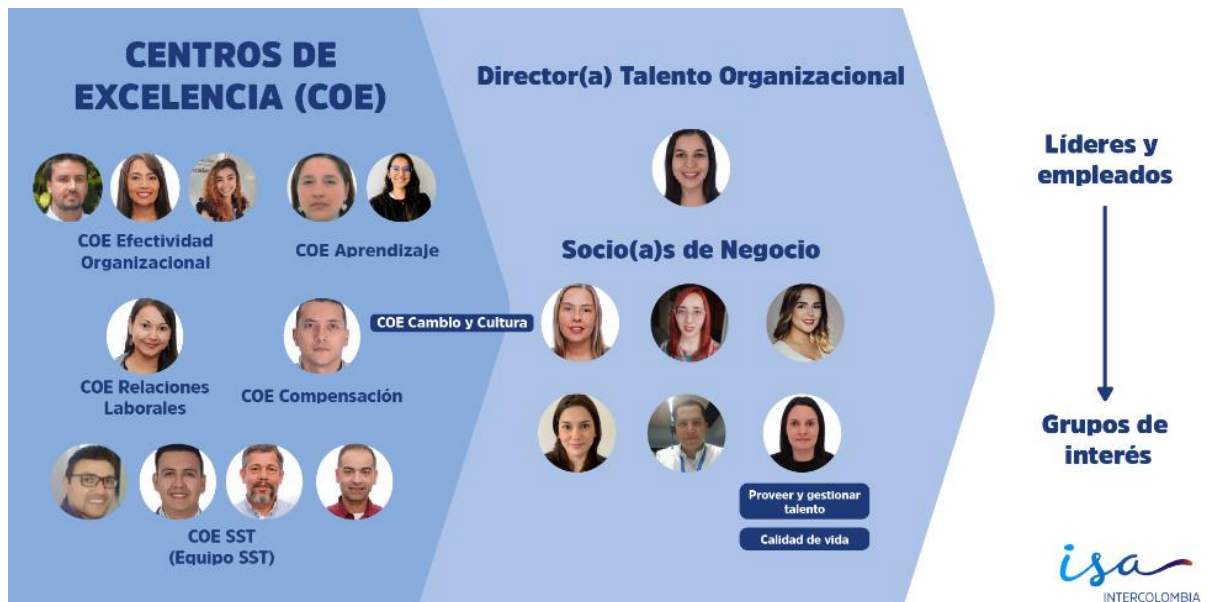 CENTROS DE
EXCELENCIA (COE)
COE Efectividad
Organizacional
COE Aprendizaje
COE Relaciones
Laborales
COE Compensación
COE SST
(Equipo SST)
COE Cambio y Cultura
Director(a) Talento Organizacional
Socio(a)s de Negocio
Proveer y gestionar
talento
Calidad de vida
Líderes y
empleados
Grupos de
interés
isa
INTERCOLOMBIA